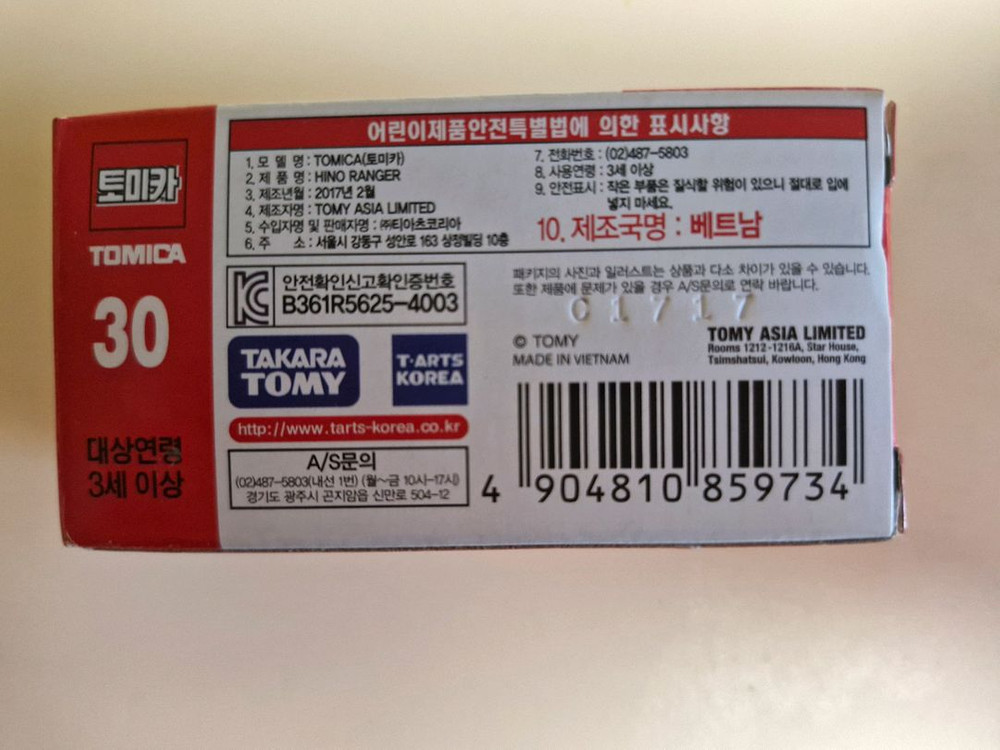 토미카
TOMICA
30
대상연령
3세 이상
어린이제품안전특별법에 의한 표시사항
1. 모 델 명 : TOMICA(토미카)
2. 제 품 명 : HINO RANGER
3. 제조년월 : 2017년 2월
4. 제조자명 : TOMY ASIA LIMITED
5. 수입자명 및 판매자명 : ㈜티아츠코리아
6. 주 소 : 서울시 강동구 성안로 163 상정빌딩 10층
7. 전화번호 : (02)487-5803
8. 사용연령 : 3세 이상
9. 안전표시 : 작은 부품은 질식할 위험이 있으니 절대로 입에
넣지 마세요.
10. 제조국명 : 베트남
안전확인신고확인증번호
B361R5625-4003
TAKARA
TOMY
T-ARTS
KOREA
http://www.tarts-korea.co.kr
A/S문의
(02)487-5803(내선 1번) (월~금 10시-17시)
경기도 광주시 곤지암읍 신만로 504-12
패키지의 사진과 일러스트는 상품과 다소 차이가 있을 수 있습니다.
또한 제품에 문제가 있을 경우 A/S문의로 연락 바랍니다.
C1717
© TOMY
MADE IN VIETNAM
TOMY ASIA LIMITED
Rooms 1212-1216A, Star House,
Tsimshatsui, Kowloon, Hong Kong
4 904810 859734